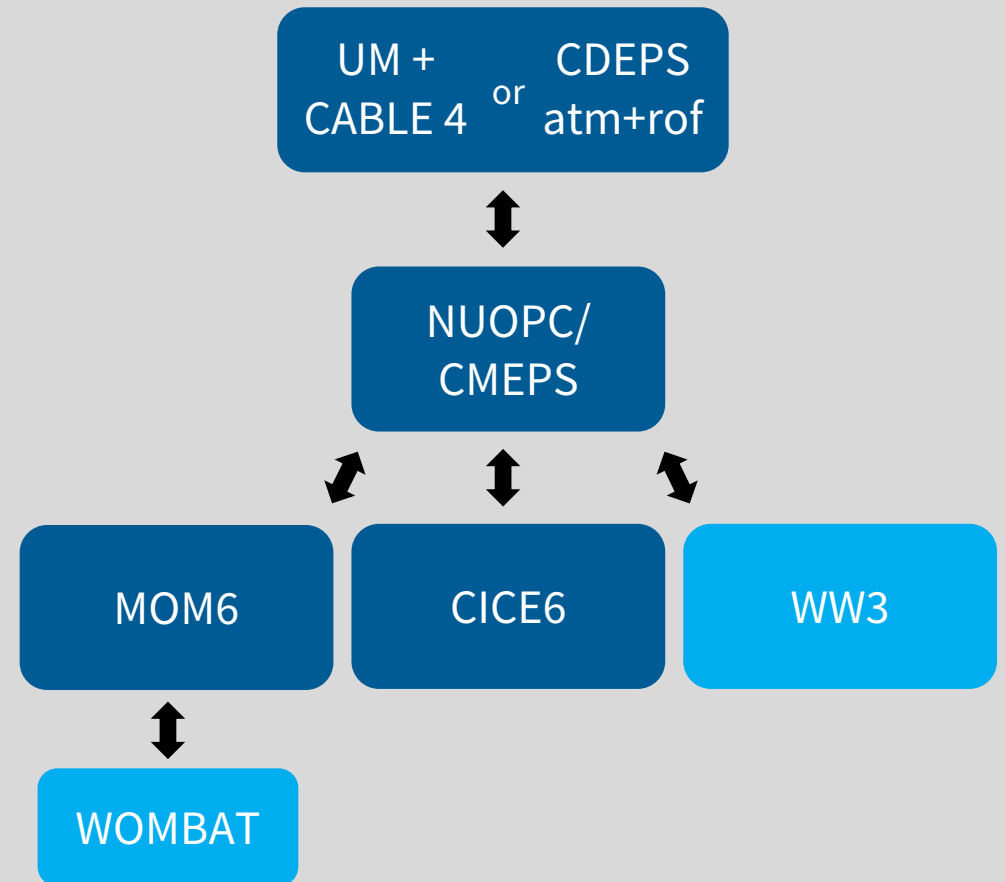 UM +
CABLE 4
or
CDEPS
atm+rof
NUOPC/
CMEPS
MOM6
CICE6
WW3
WOMBAT